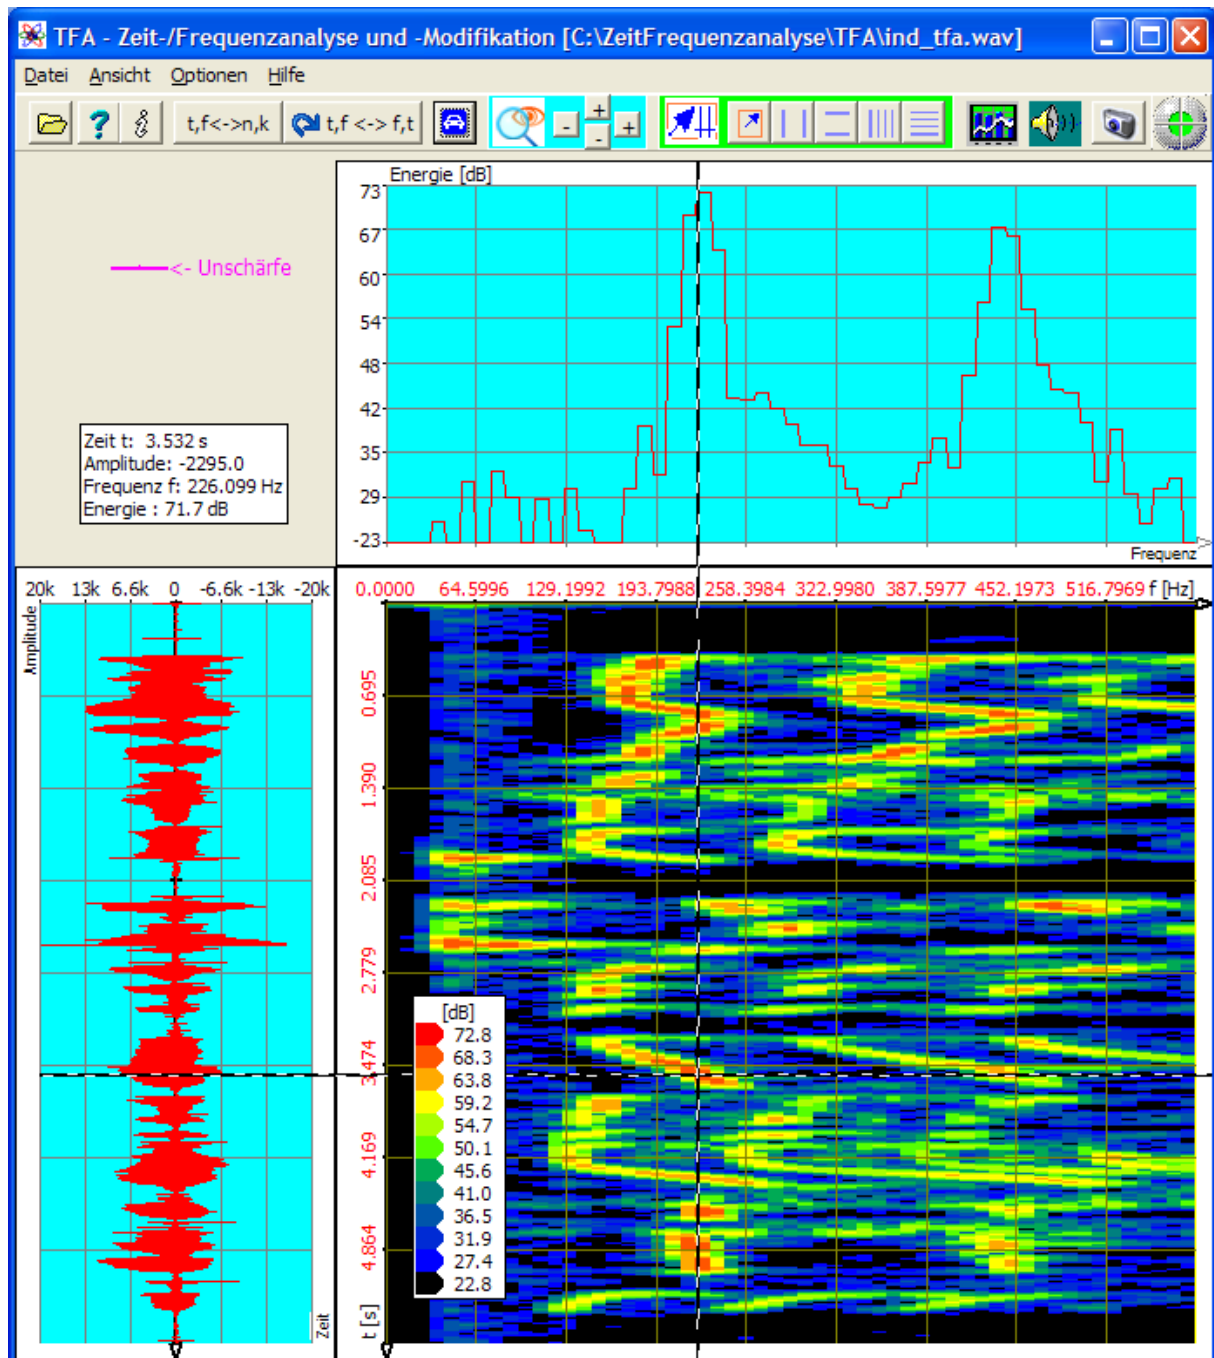 TFA - Zeit-/Frequenzanalyse und -Modifikation [C:\ZeitFrequenzanalyse\TFA\ind_tfa.wav]
Datei Ansicht Optionen Hilfe
? i t,f<->n,k t,f <-> f,t - + - +
Energie [dB]
73
67
60
54
48
42
35
29
-23
Frequenz
<- Unschärfe
Zeit t: 3.532 s
Amplitude: -2295.0
Frequenz f: 226.099 Hz
Energie : 71.7 dB
20k 13k 6.6k 0 -6.6k -13k -20k
Amplitude
Zeit
0.0000 64.5996 129.1992 193.7988 258.3984 322.9980 387.5977 452.1973 516.7969 f [Hz]
0.695
1.390
2.085
2.779
3.474
4.169
4.864
t [s]
[dB]
72.8
68.3
63.8
59.2
54.7
50.1
45.6
41.0
36.5
31.9
27.4
22.8